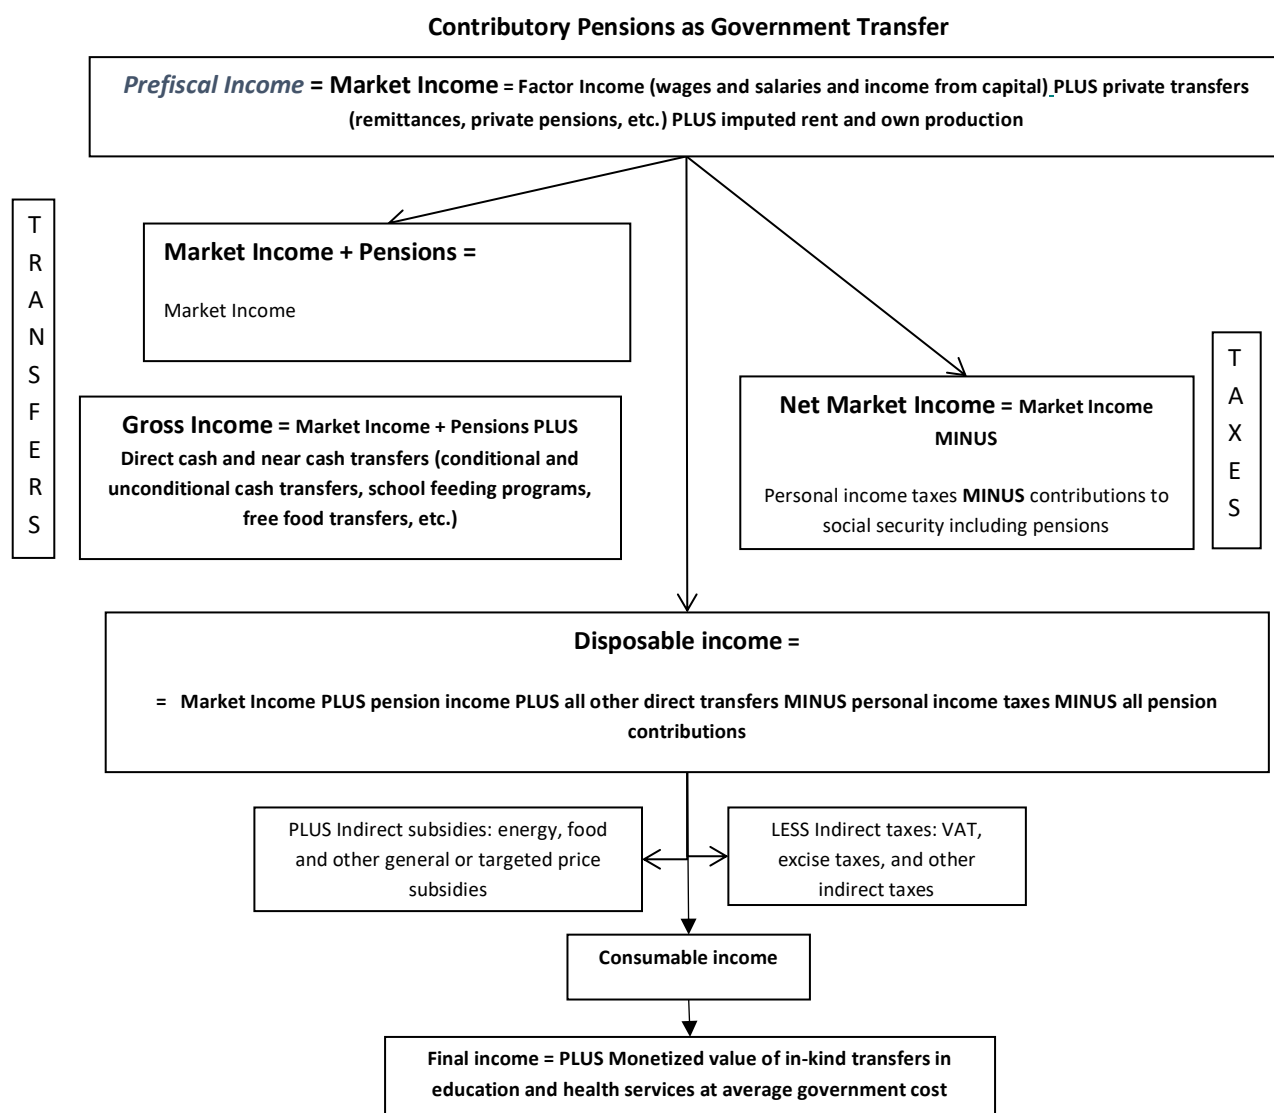 Contributory Pensions as Government Transfer
Prefiscal Income = Market Income = Factor Income (wages and salaries and income from capital) PLUS private transfers
(remittances, private pensions, etc.) PLUS imputed rent and own production
T
R
A
N
S
F
E
R
S
Market Income + Pensions =
Market Income
Gross Income = Market Income + Pensions PLUS
Direct cash and near cash transfers (conditional and
unconditional cash transfers, school feeding programs,
free food transfers, etc.)
Net Market Income = Market Income
MINUS
Personal income taxes MINUS contributions to
social security including pensions
T
A
X
E
S
Disposable income =
= Market Income PLUS pension income PLUS all other direct transfers MINUS personal income taxes MINUS all pension
contributions
PLUS Indirect subsidies: energy, food
and other general or targeted price
subsidies
LESS Indirect taxes: VAT,
excise taxes, and other
indirect taxes
Consumable income
Final income = PLUS Monetized value of in-kind transfers in
education and health services at average government cost